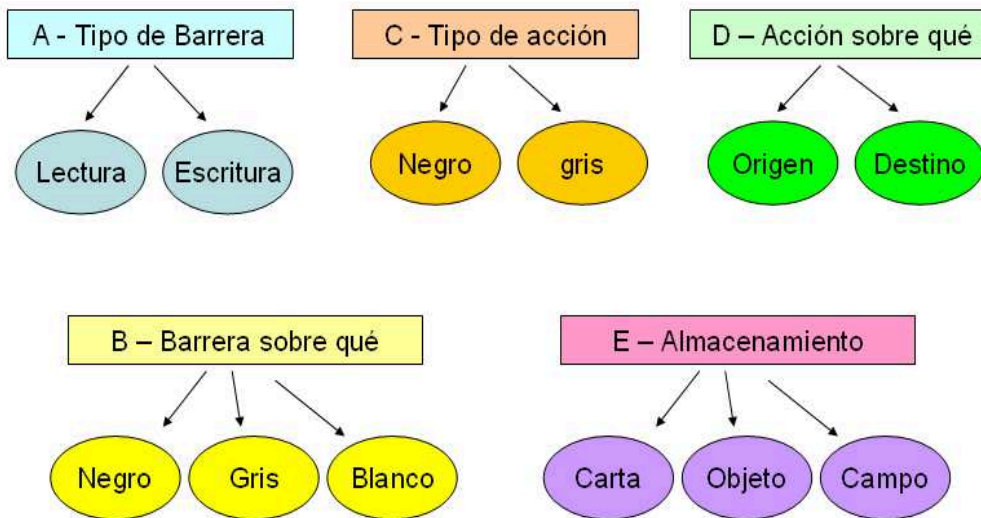 A - Tipo de Barrera
C - Tipo de acción
D – Acción sobre qué
Lectura
Escritura
Negro
gris
Origen
Destino
B – Barrera sobre qué
E – Almacenamiento
Negro
Gris
Blanco
Carta
Objeto
Campo